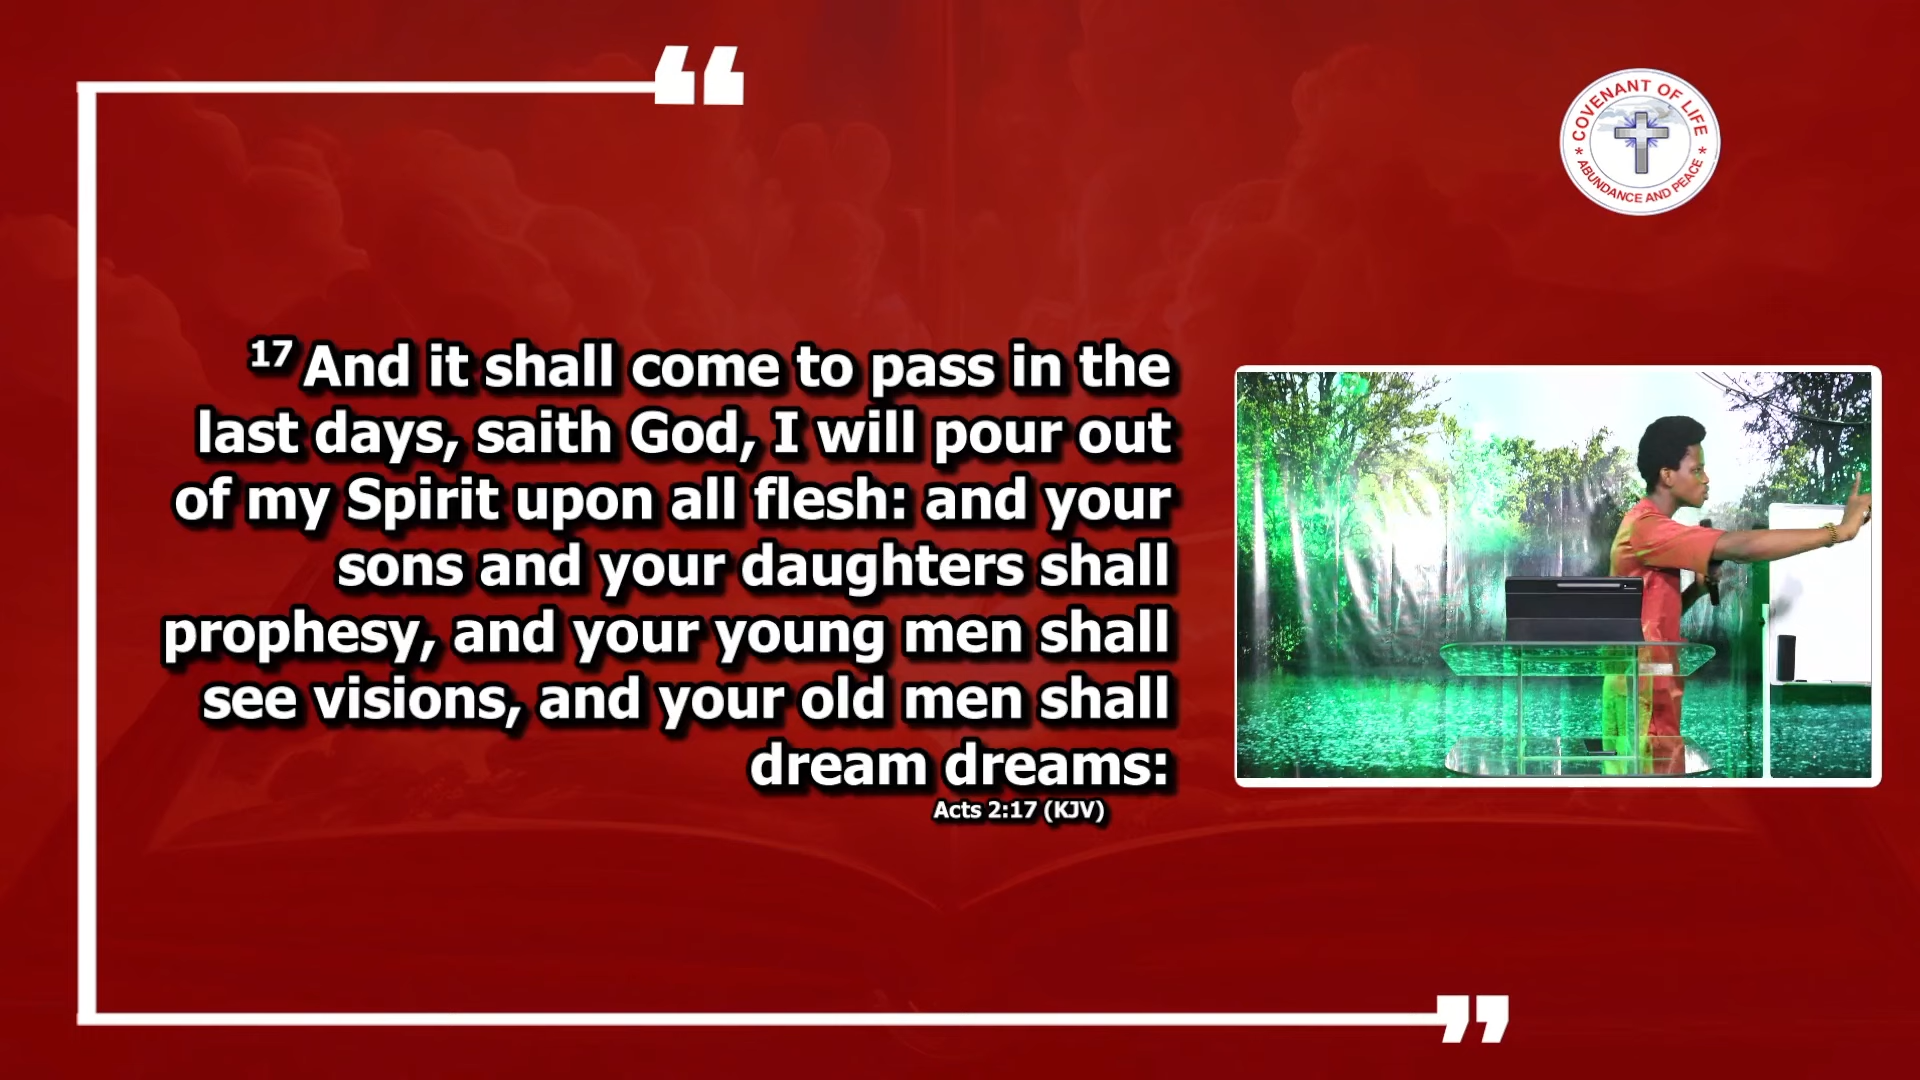 “
COVENANT OF LIFE
* ABUNDANCE AND PEACE *
17 And it shall come to pass in the
last days, saith God, I will pour out
of my Spirit upon all flesh: and your
sons and your daughters shall
prophesy, and your young men shall
see visions, and your old men shall
dream dreams:
Acts 2:17 (KJV)
”